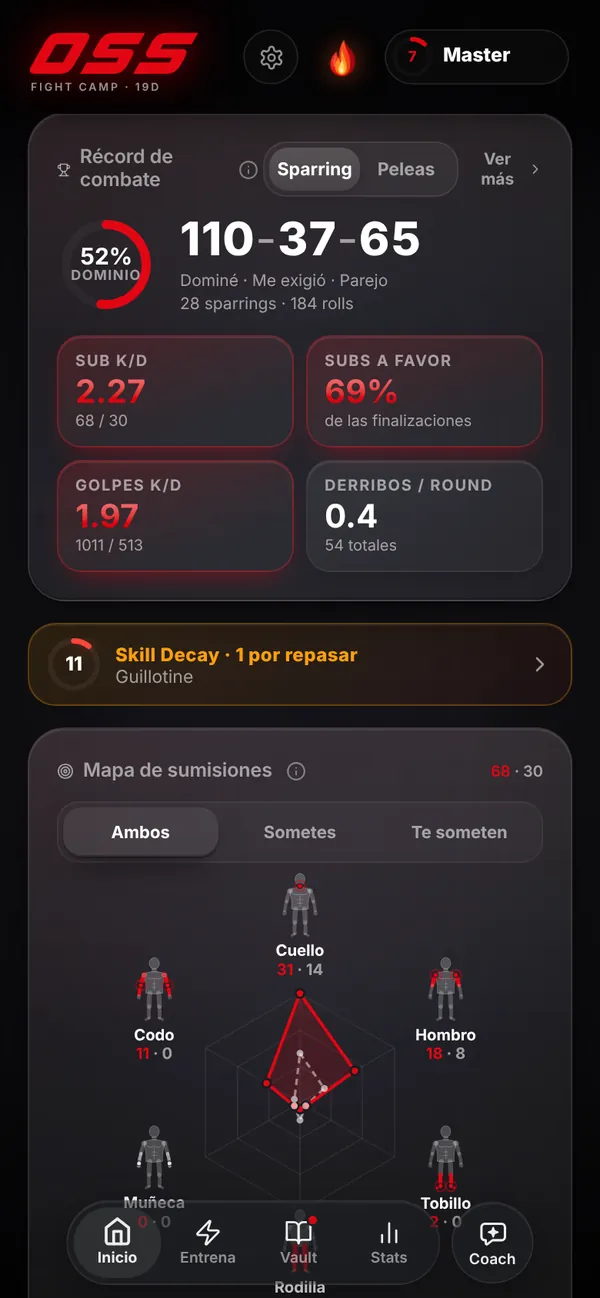 OSS
FIGHT CAMP · 19D
7
Master
Récord de
combate
Sparring
Peleas
Ver
más
52%
DOMINIO
110-37-65
Dominé · Me exigió · Parejo
28 sparrings · 184 rolls
SUB K/D
2.27
68 / 30
SUBS A FAVOR
69%
de las finalizaciones
GOLPES K/D
1.97
1011 / 513
DERRIBOS / ROUND
0.4
54 totales
11
Skill Decay · 1 por repasar
Guillotine
Mapa de sumisiones
68 · 30
Ambos
Sometes
Te someten
Cuello
31 · 14
Codo
11 · 0
Hombro
18 · 8
Muñeca
0 · 0
Tobillo
2 · 0
Inicio
Entrena
Vault
Stats
Coach
Rodilla